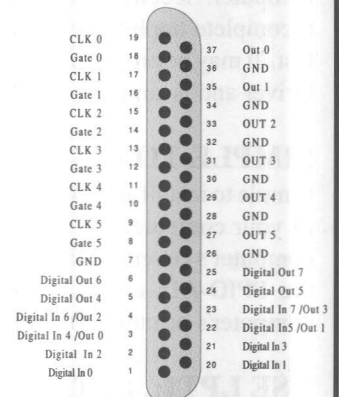 CLK 0 19
37 Out 0
Gate 0 18
36 GND
CLK 1 17
35 Out 1
Gate 1 16
34 GND
CLK 2 15
33 OUT 2
Gate 2 14
32 GND
CLK 3 13
31 OUT 3
Gate 3 12
30 GND
CLK 4 11
29 OUT 4
Gate 4 10
28 GND
CLK 5 9
27 OUT 5
Gate 5 8
26 GND
GND 7
25 Digital Out 7
Digital Out 6 6
24 Digital Out 5
Digital Out 4 5
23 Digital In 7 /Out 3
Digital In 6 /Out 2 4
22 Digital In5 /Out 1
Digital In 4 /Out 0 3
21 Digital In 3
Digital In 2 2
20 Digital In 1
Digital In 0 1